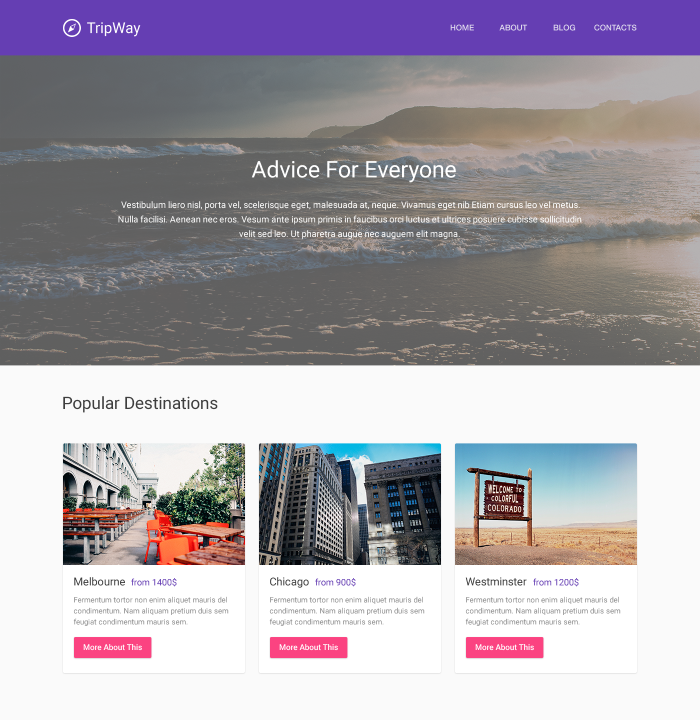 TripWay
HOME ABOUT BLOG CONTACTS
Advice For Everyone
Vestibulum liero nisl, porta vel, scelerisque eget, malesuada at, neque. Vivamus eget nib Etiam cursus leo vel metus.
Nulla facilisi. Aenean nec eros. Vesum ante ipsum primis in faucibus orci luctus et ultrices posuere cubisse sollicitudin
velit sed leo. Ut pharetra augue nec auguem elit magna.
Popular Destinations
WELCOME TO
COLORFUL
COLORADO
Melbourne from 1400$
Fermentum tortor non enim aliquet mauris del
condimentum. Nam aliquam pretium duis sem
feugiat condimentum mauris sem.
More About This
Chicago from 900$
Fermentum tortor non enim aliquet mauris del
condimentum. Nam aliquam pretium duis sem
feugiat condimentum mauris sem.
More About This
Westminster from 1200$
Fermentum tortor non enim aliquet mauris del
condimentum. Nam aliquam pretium duis sem
feugiat condimentum mauris sem.
More About This